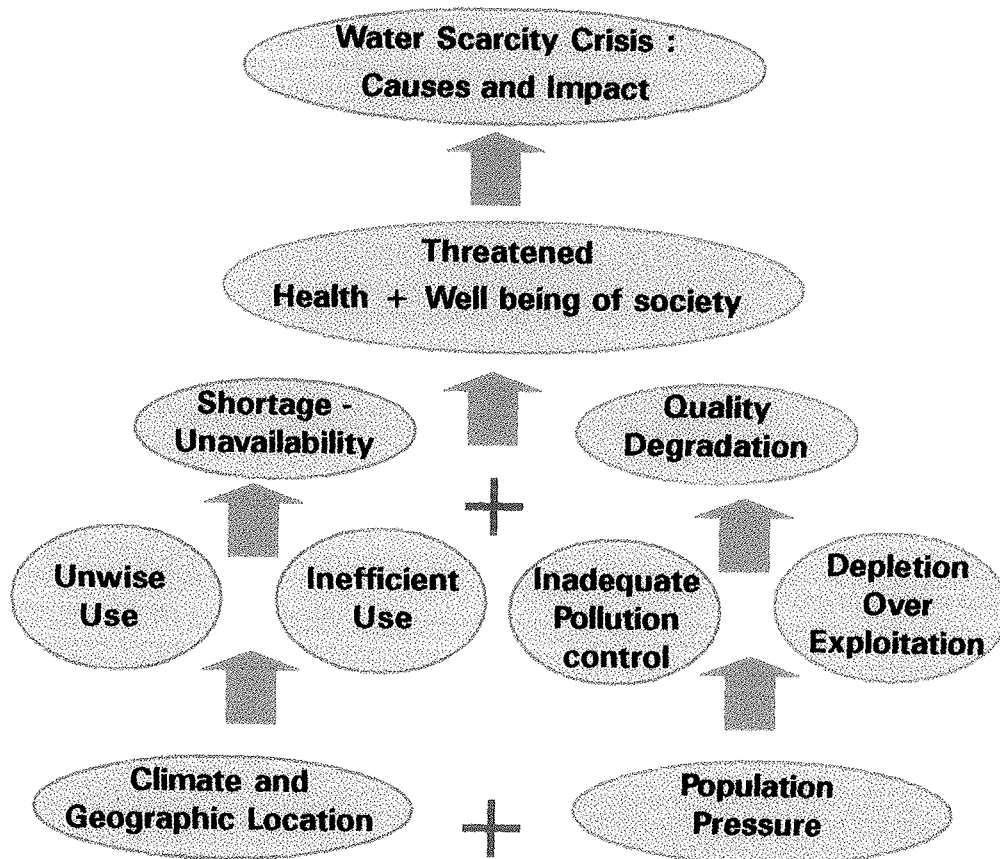 Water Scarcity Crisis :
Causes and Impact
Threatened
Health + Well being of society
Shortage -
Unavailability
Quality
Degradation
+
Unwise
Use
Inefficient
Use
Inadequate
Pollution
control
Depletion
Over
Exploitation
Climate and
Geographic Location
+
Population
Pressure